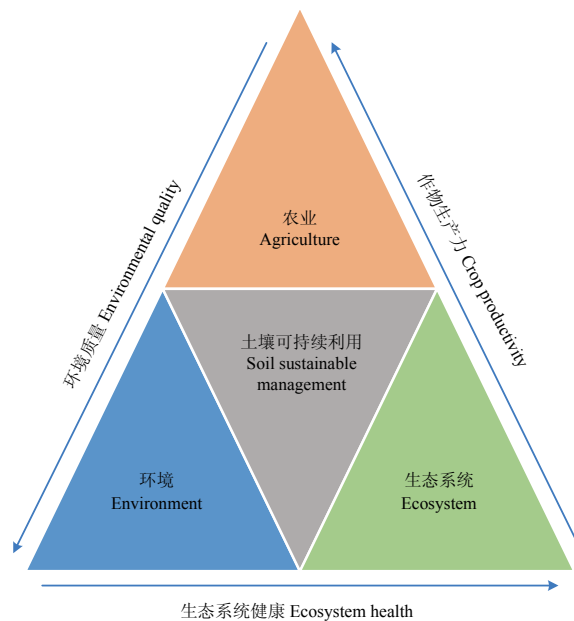 农业
Agriculture
环境质量 Environmental quality
作物生产力 Crop productivity
土壤可持续利用
Soil sustainable
management
环境
Environment
生态系统
Ecosystem
生态系统健康 Ecosystem health